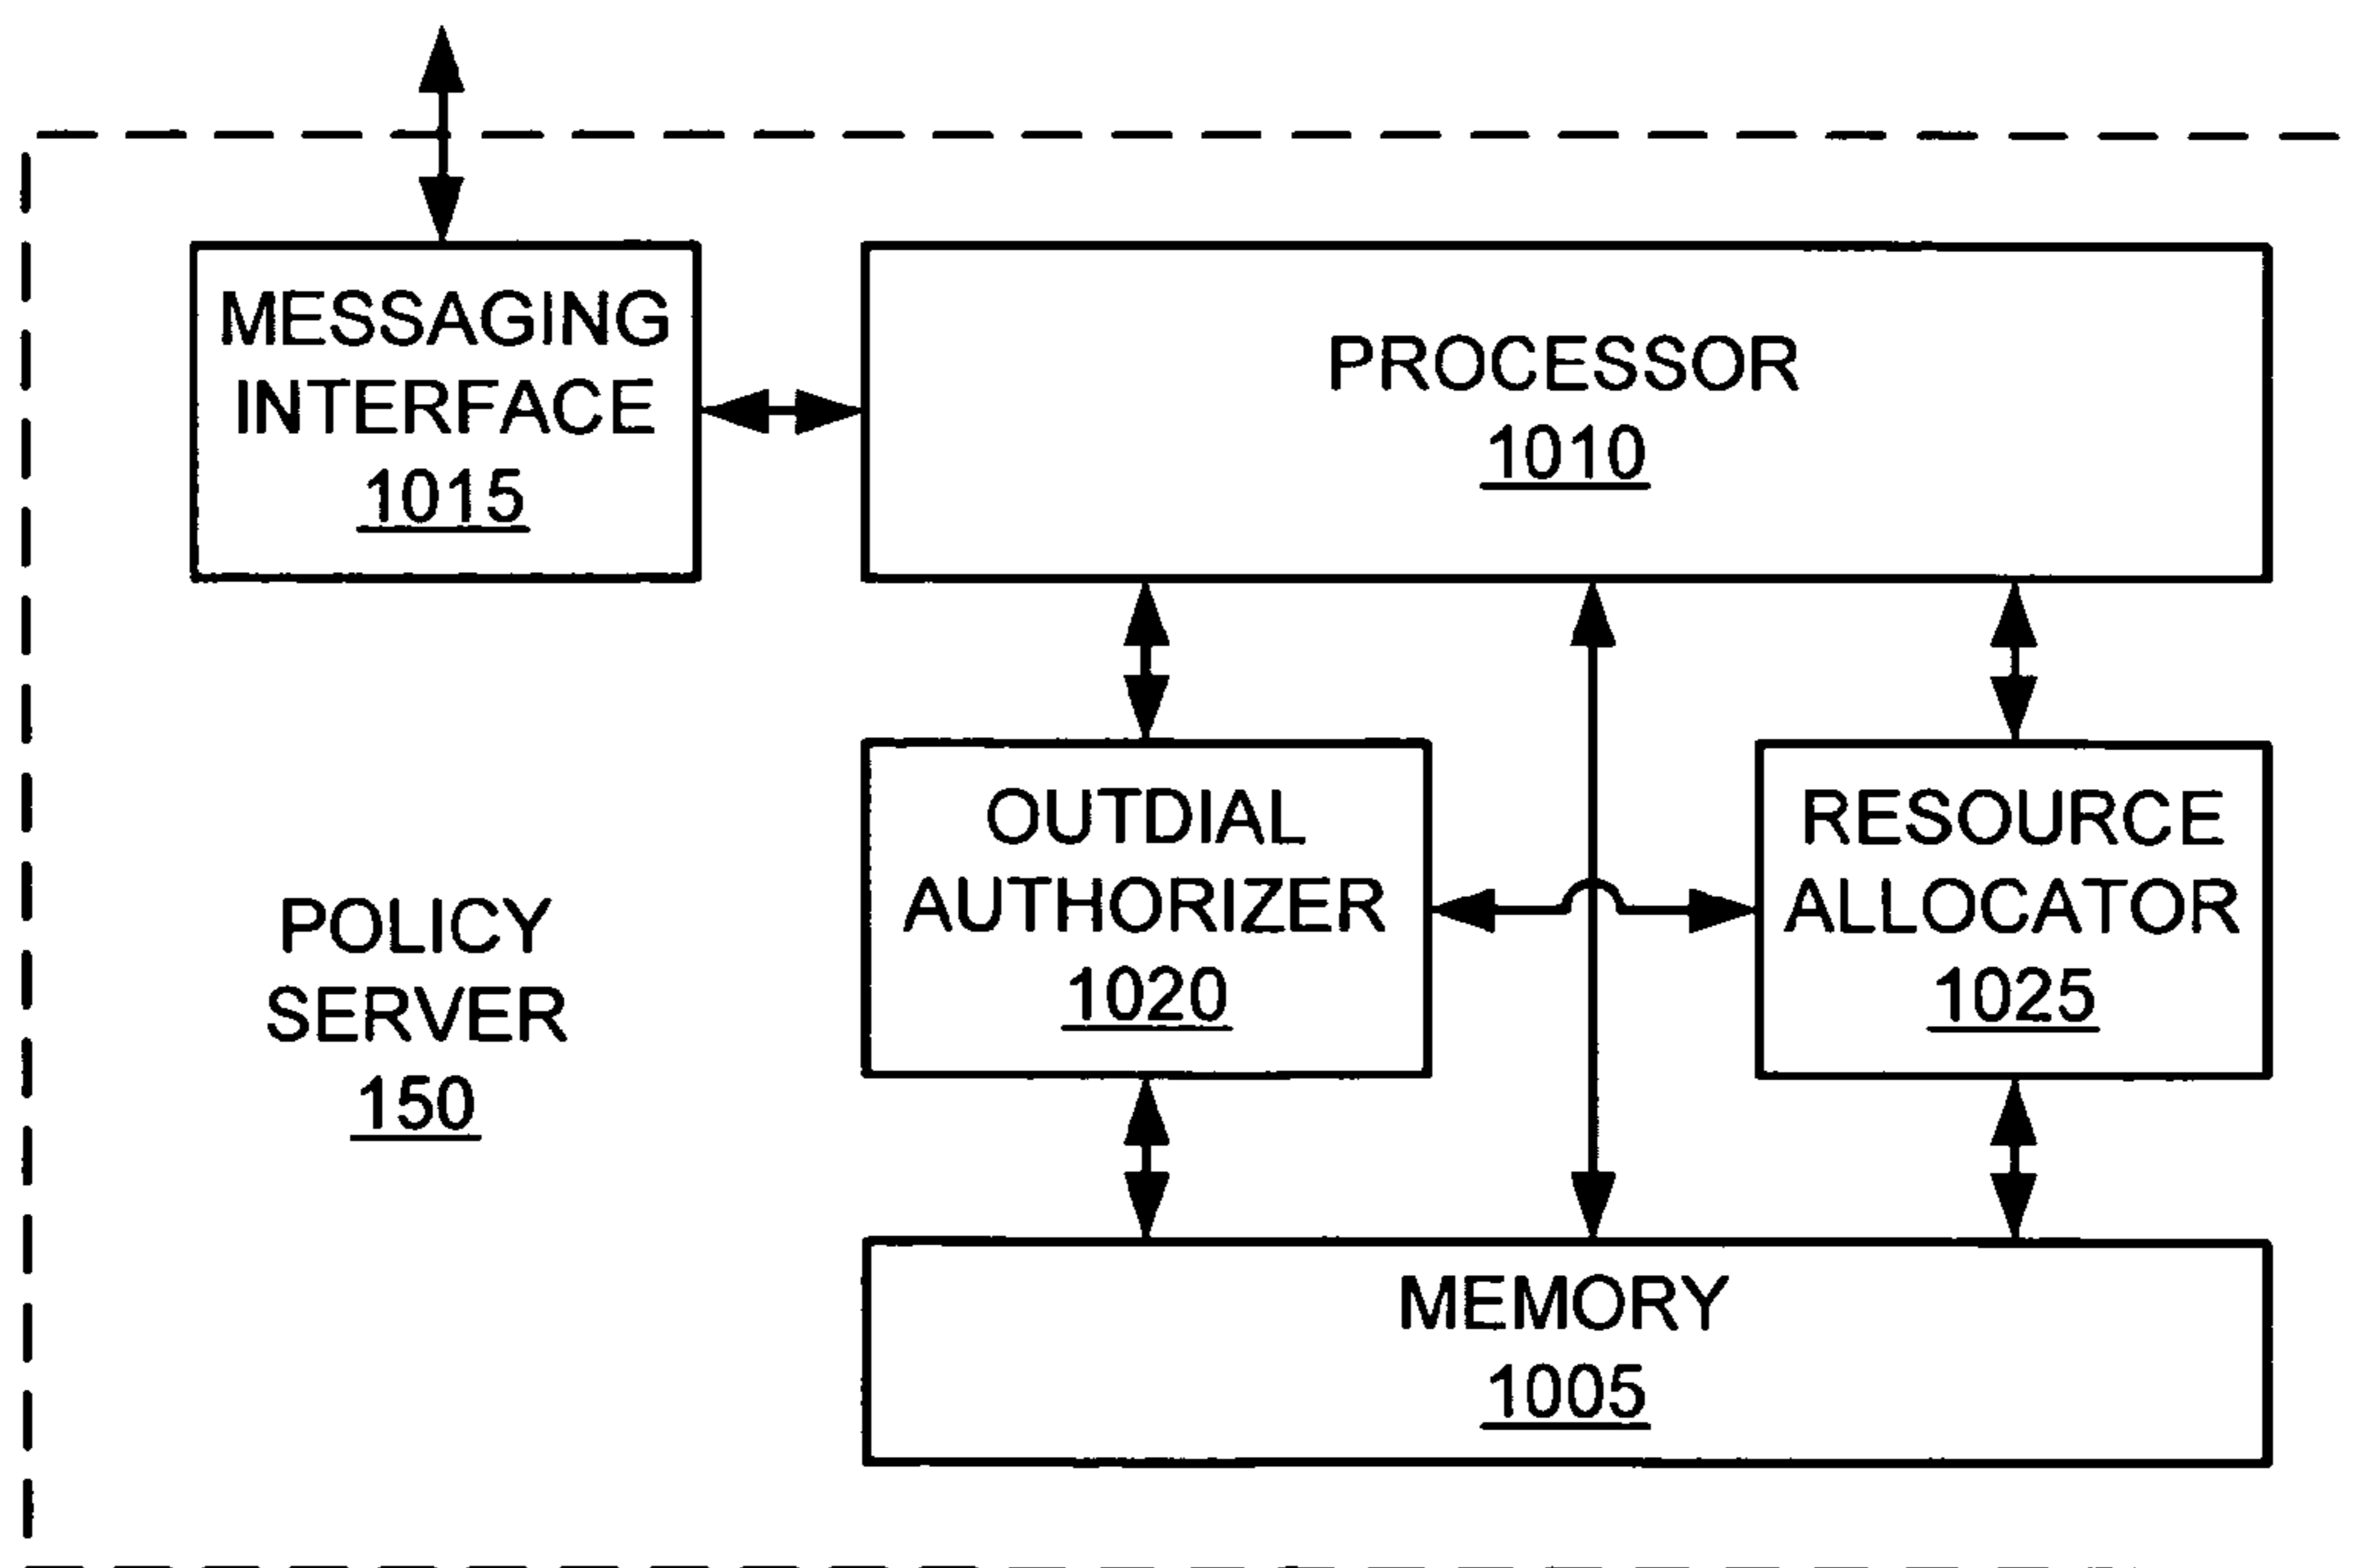 MESSAGING
INTERFACE
1015
PROCESSOR
1010
OUTDIAL
AUTHORIZER
1020
RESOURCE
ALLOCATOR
1025
POLICY
SERVER
150
MEMORY
1005